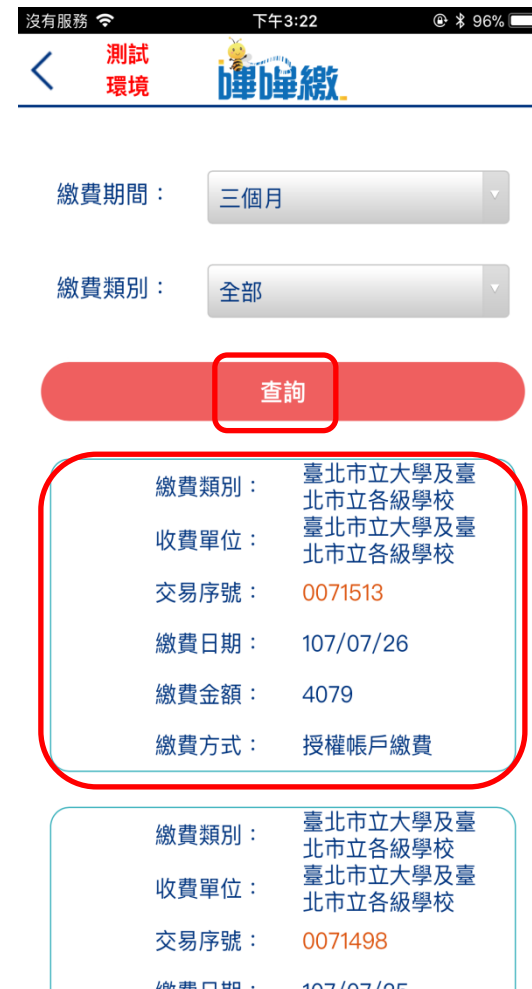 沒有服務 下午3:22 96%
測試
環境
嗶嗶繳
繳費期間： 三個月
繳費類別： 全部
查詢
繳費類別： 臺北市立大學及臺
北市立各級學校
收費單位： 臺北市立大學及臺
北市立各級學校
交易序號： 0071513
繳費日期： 107/07/26
繳費金額： 4079
繳費方式： 授權帳戶繳費
繳費類別： 臺北市立大學及臺
北市立各級學校
收費單位： 臺北市立大學及臺
北市立各級學校
交易序號： 0071498
繳費日期： 107/07/25